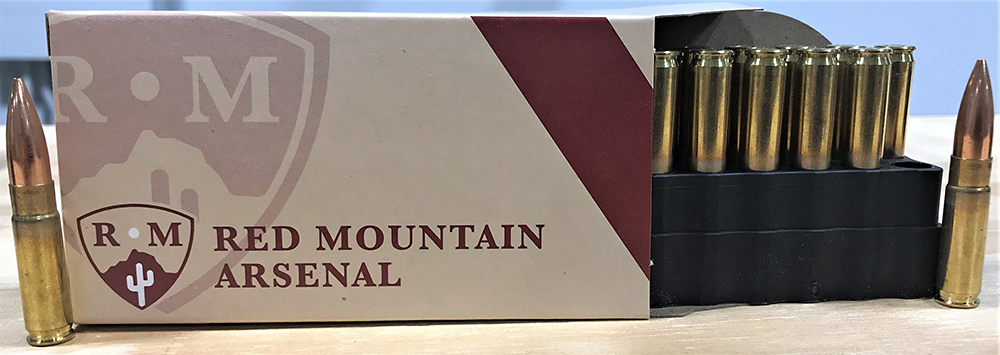 R • M
R • M
RED MOUNTAIN
ARSENAL